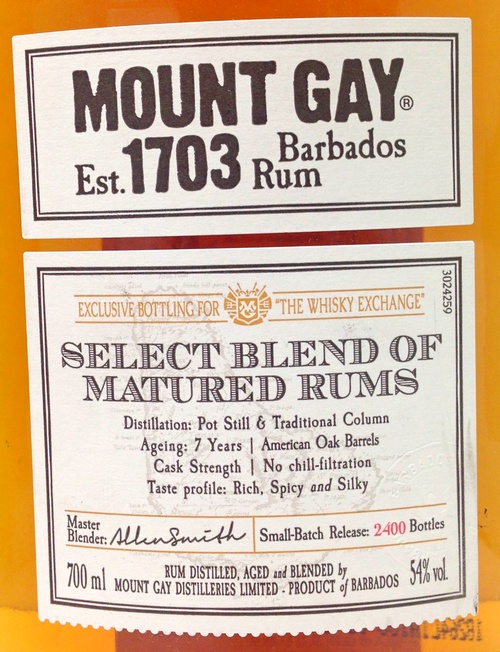 MOUNT GAY®
Est. 1703 Barbados
Rum
3024259
EXCLUSIVE BOTTLING FOR "THE WHISKY EXCHANGE"
SELECT BLEND OF
MATURED RUMS
Distillation: Pot Still & Traditional Column
Ageing: 7 Years | American Oak Barrels
Cask Strength | No chill-filtration
Taste profile: Rich, Spicy and Silky
Master
Blender: Allen Smith
Small-Batch Release: 2400 Bottles
700 ml
RUM DISTILLED, AGED and BLENDED by
MOUNT GAY DISTILLERIES LIMITED · PRODUCT of BARBADOS
54% vol.